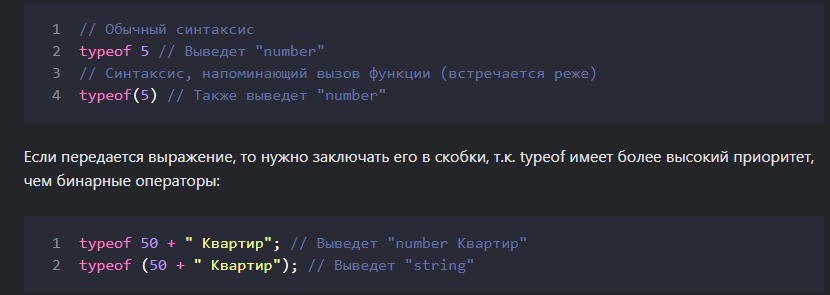 1 // Обычный синтаксис
2 typeof 5 // Выведет "number"
3 // Синтаксис, напоминающий вызов функции (встречается реже)
4 typeof(5) // Также выведет "number"
Если передается выражение, то нужно заключать его в скобки, т.к. typeof имеет более высокий приоритет,
чем бинарные операторы:
1 typeof 50 + " Квартир"; // Выведет "number Квартир"
2 typeof (50 + " Квартир"); // Выведет "string"